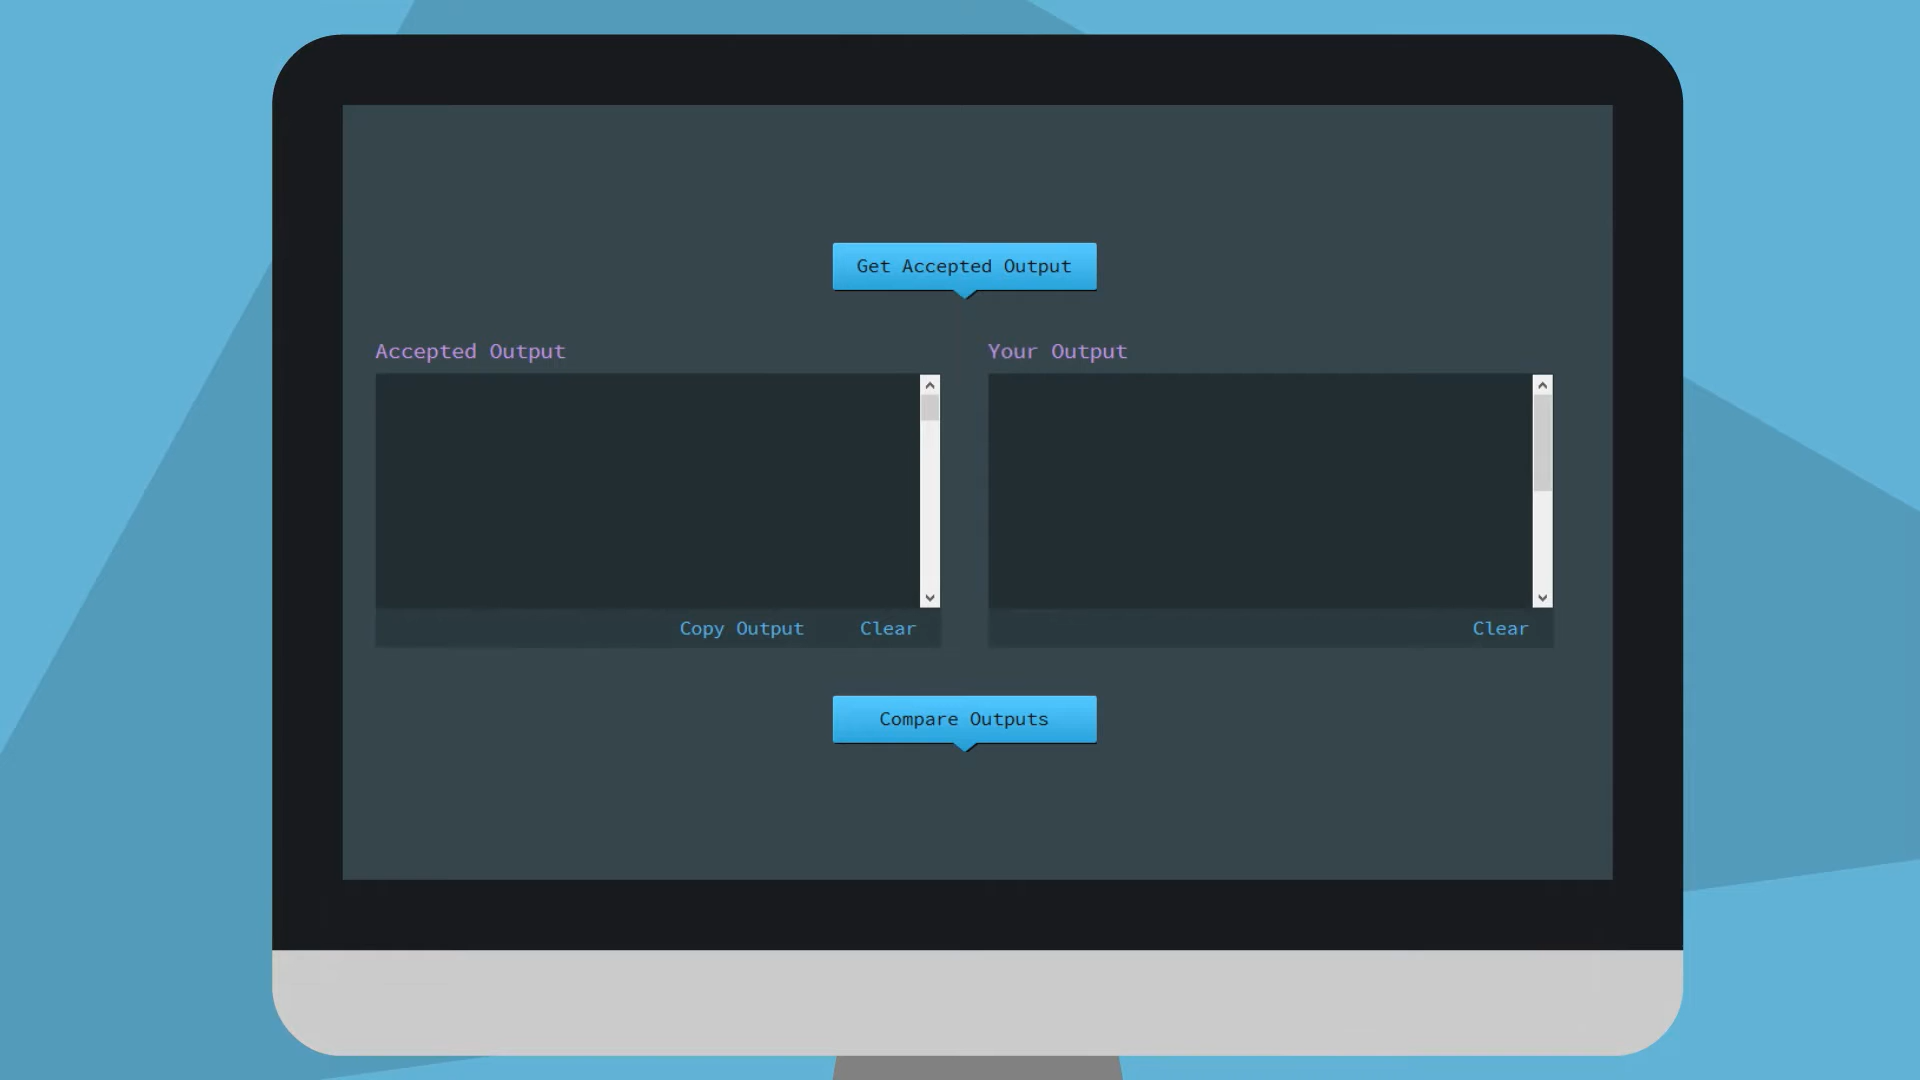 Get Accepted Output
Accepted Output
Your Output
Copy Output
Clear
Clear
Compare Outputs